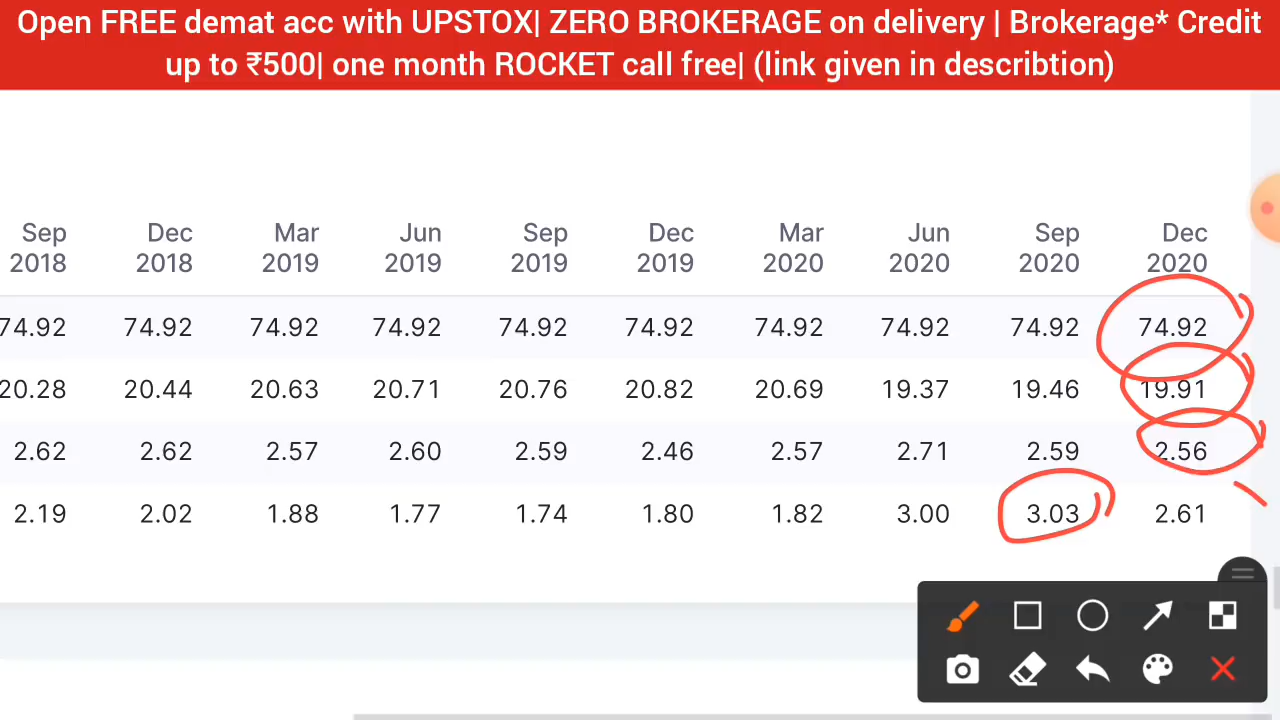 Open FREE demat acc with UPSTOX| ZERO BROKERAGE on delivery | Brokerage* Credit
up to ₹500| one month ROCKET call free| (link given in describtion)
Sep Dec Mar Jun Sep Dec Mar Jun Sep Dec
2018 2018 2019 2019 2019 2019 2020 2020 2020 2020
74.92 74.92 74.92 74.92 74.92 74.92 74.92 74.92 74.92 74.92
20.28 20.44 20.63 20.71 20.76 20.82 20.69 19.37 19.46 19.91
2.62 2.62 2.57 2.60 2.59 2.46 2.57 2.71 2.59 2.56
2.19 2.02 1.88 1.77 1.74 1.80 1.82 3.00 3.03 2.61